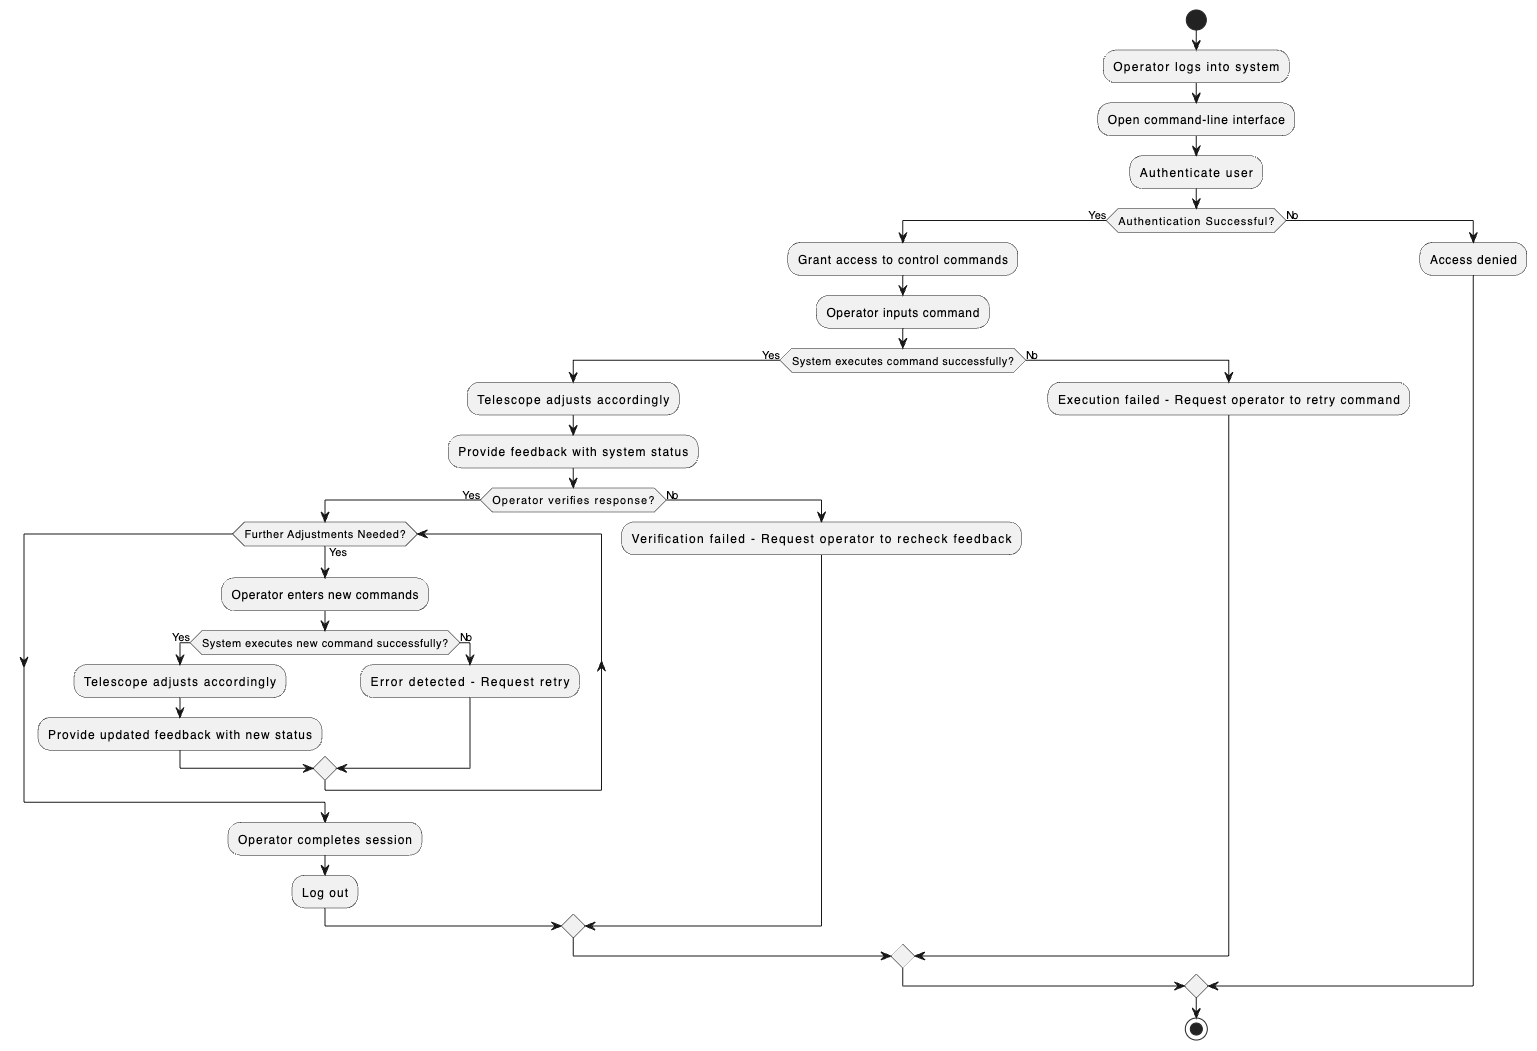 Operator logs into system
Open command-line interface
Authenticate user
Yes
Authentication Successful?
No
Grant access to control commands
Access denied
Operator inputs command
Yes
System executes command successfully?
No
Telescope adjusts accordingly
Execution failed - Request operator to retry command
Provide feedback with system status
Yes
Operator verifies response?
No
Further Adjustments Needed?
Verification failed - Request operator to recheck feedback
Yes
Operator enters new commands
Yes
System executes new command successfully?
No
Telescope adjusts accordingly
Error detected - Request retry
Provide updated feedback with new status
Operator completes session
Log out